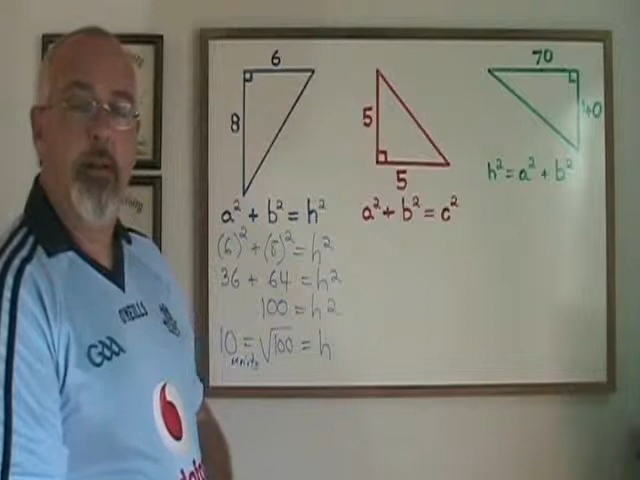 6
8
a² + b² = h²
(6)² + (8)² = h²
36 + 64 = h²
100 = h²
10 = √100 = h
units
5
5
a² + b² = c²
70
40
h² = a² + b²
O'NEILLS
GAA